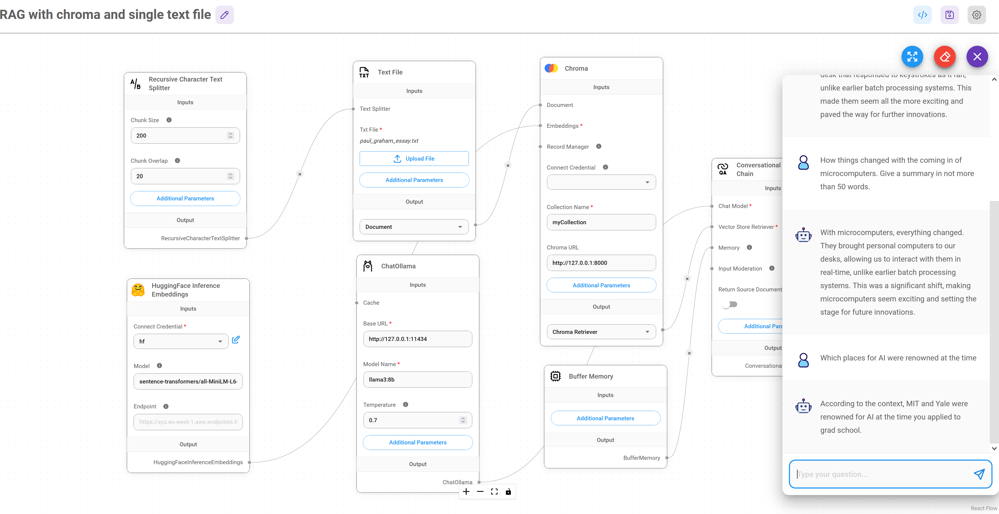 RAG with chroma and single text file
Recursive Character Text
Splitter
Inputs
Chunk Size
200
Chunk Overlap
20
Additional Parameters
Output
RecursiveCharacterTextSplitter
HuggingFace Inference
Embeddings
Inputs
Connect Credential *
hf
Model
sentence-transformers/all-MiniLM-L6-
Endpoint
https://xyz.eu-west-1.aws.endpoints.h
Output
HuggingFaceInferenceEmbeddings
TXT
Text File
Inputs
Text Splitter
Txt File *
paul_graham_essay.txt
Upload File
Additional Parameters
Output
Document
ChatOllama
Inputs
Cache
Base URL *
http://127.0.0.1:11434
Model Name *
llama3:8b
Temperature
0.7
Additional Parameters
Output
ChatOllama
Chroma
Inputs
Document
Embeddings *
Record Manager
Connect Credential
Collection Name *
myCollection
Chroma URL
http://127.0.0.1:8000
Additional Parameters
Output
Chroma Retriever
Buffer Memory
Inputs
Additional Parameters
Output
BufferMemory
QA
Conversational
Chain
Inputs
Chat Model *
Vector Store Retriever *
Memory
Input Moderation
Return Source Document
Additional Para
Output
Conversationa
desk that responded to keystrokes as it ran,
unlike earlier batch processing systems. This
made them seem all the more exciting and
paved the way for further innovations.
How things changed with the coming in of
microcomputers. Give a summary in not more
than 50 words.
With microcomputers, everything changed.
They brought personal computers to our
desks, allowing us to interact with them in
real-time, unlike earlier batch processing
systems. This was a significant shift, making
microcomputers seem exciting and setting the
stage for future innovations.
Which places for AI were renowned at the time
According to the context, MIT and Yale were
renowned for AI at the time you applied to
grad school.
Type your question...
React Flow